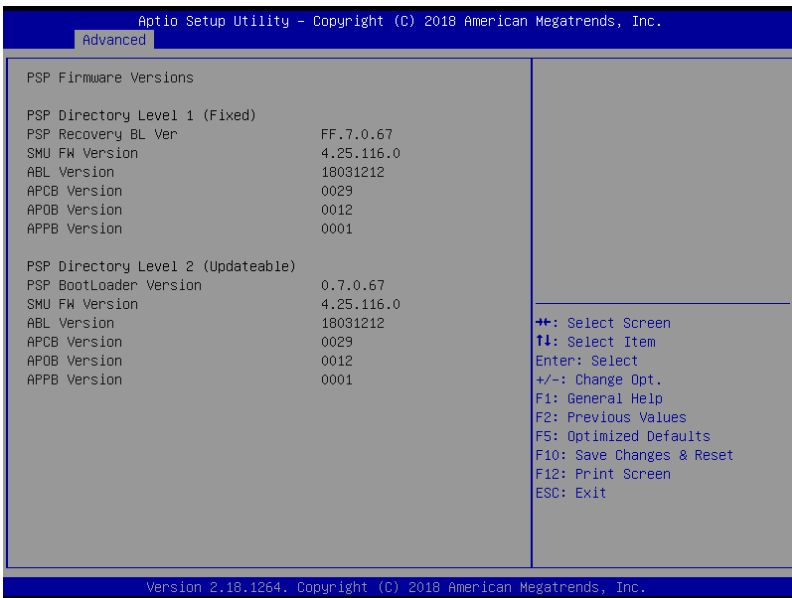 Aptio Setup Utility – Copyright (C) 2018 American Megatrends, Inc.
Advanced
PSP Firmware Versions
PSP Directory Level 1 (Fixed)
PSP Recovery BL Ver FF.7.0.67
SMU FW Version 4.25.116.0
ABL Version 18031212
APCB Version 0029
APOB Version 0012
APPB Version 0001
PSP Directory Level 2 (Updateable)
PSP BootLoader Version 0.7.0.67
SMU FW Version 4.25.116.0
ABL Version 18031212
APCB Version 0029
APOB Version 0012
APPB Version 0001
→←: Select Screen
↑↓: Select Item
Enter: Select
+/-: Change Opt.
F1: General Help
F2: Previous Values
F5: Optimized Defaults
F10: Save Changes & Reset
F12: Print Screen
ESC: Exit
Version 2.18.1264. Copyright (C) 2018 American Megatrends, Inc.